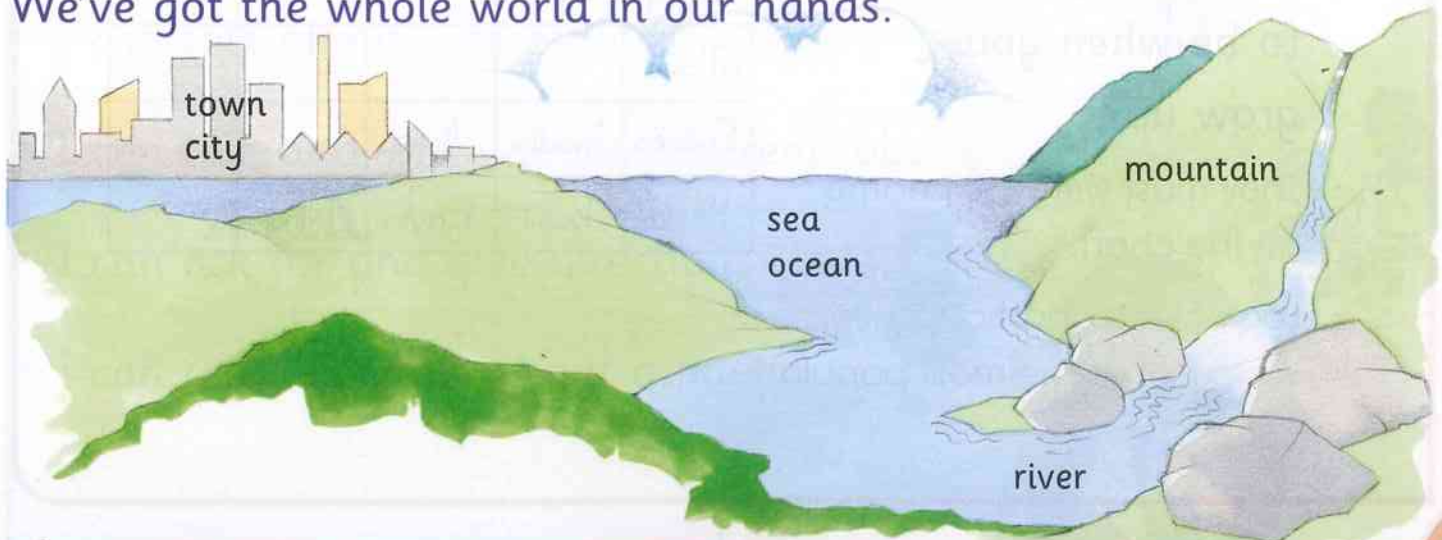 We've got the whole world in our hands.
town
city
mountain
sea
ocean
river